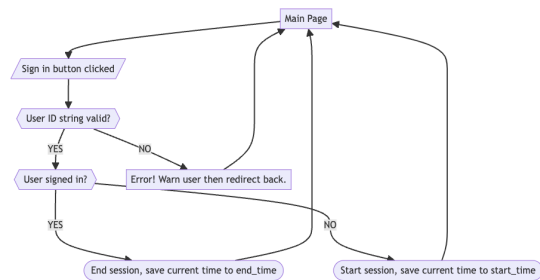 Main Page
Sign in button clicked
User ID string valid?
YES
NO
User signed in?
Error! Warn user then redirect back.
YES
NO
End session, save current time to end_time
Start session, save current time to start_time